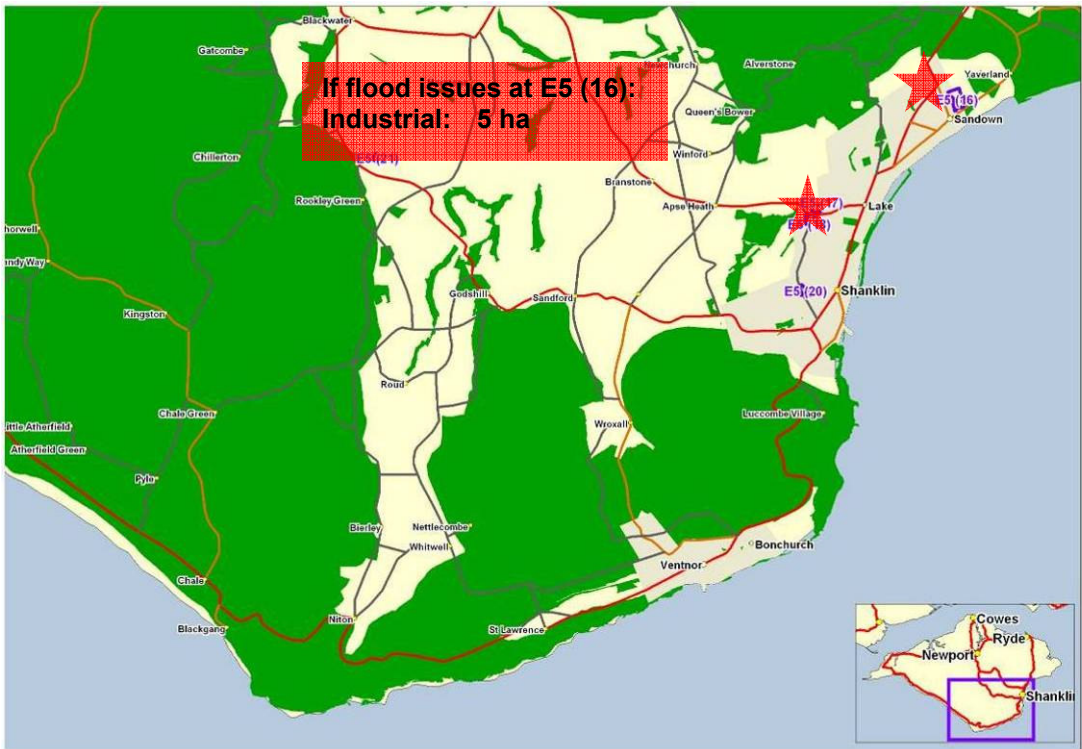 Blackwater
Gatcombe
If flood issues at E5 (16):
Industrial: 5 ha
Newchurch
Alverstone
Yaverland
E5 (16)
Sandown
Queen's Bower
Chillerton
E5 (21)
Winford
Branstone
Rookley Green
Apse Heath
Lake
Kingston
Godshill
Sandford
E5 (20)
Shanklin
Roud
Chale Green
Luccombe Village
Wroxall
Little Atherfield
Atherfield Green
Pyle
Bierley
Nettlecombe
Whitwell
Bonchurch
Ventnor
Chale
Niton
Blackgang
St Lawrence
Cowes
Ryde
Newport